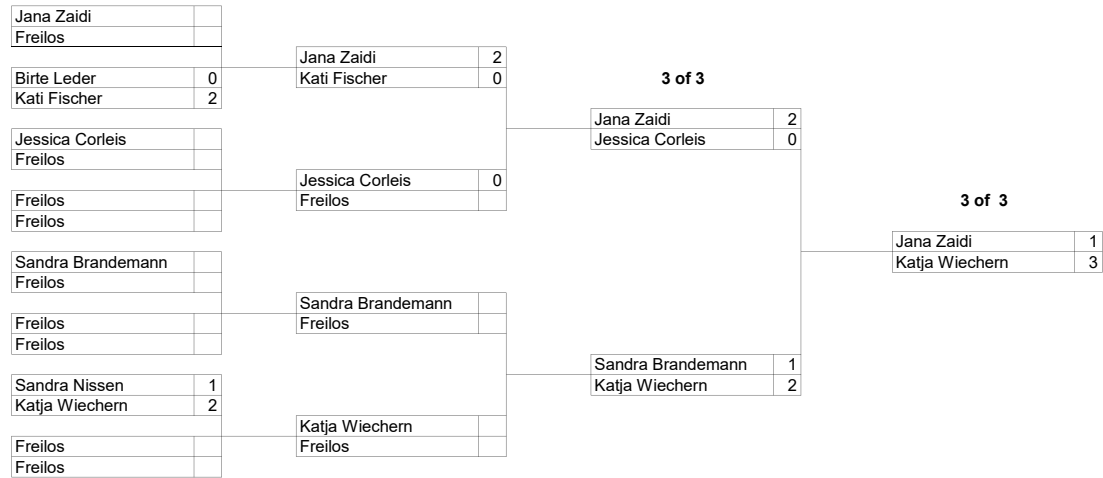 Jana Zaidi
Freilos
Birte Leder 0
Kati Fischer 2
Jessica Corleis
Freilos
Freilos
Freilos
Sandra Brandemann
Freilos
Freilos
Freilos
Sandra Nissen 1
Katja Wiechern 2
Freilos
Freilos
Jana Zaidi 2
Kati Fischer 0
Jessica Corleis 0
Freilos
Sandra Brandemann
Freilos
Katja Wiechern
Freilos
3 of 3
Jana Zaidi 2
Jessica Corleis 0
Sandra Brandemann 1
Katja Wiechern 2
3 of 3
Jana Zaidi 1
Katja Wiechern 3